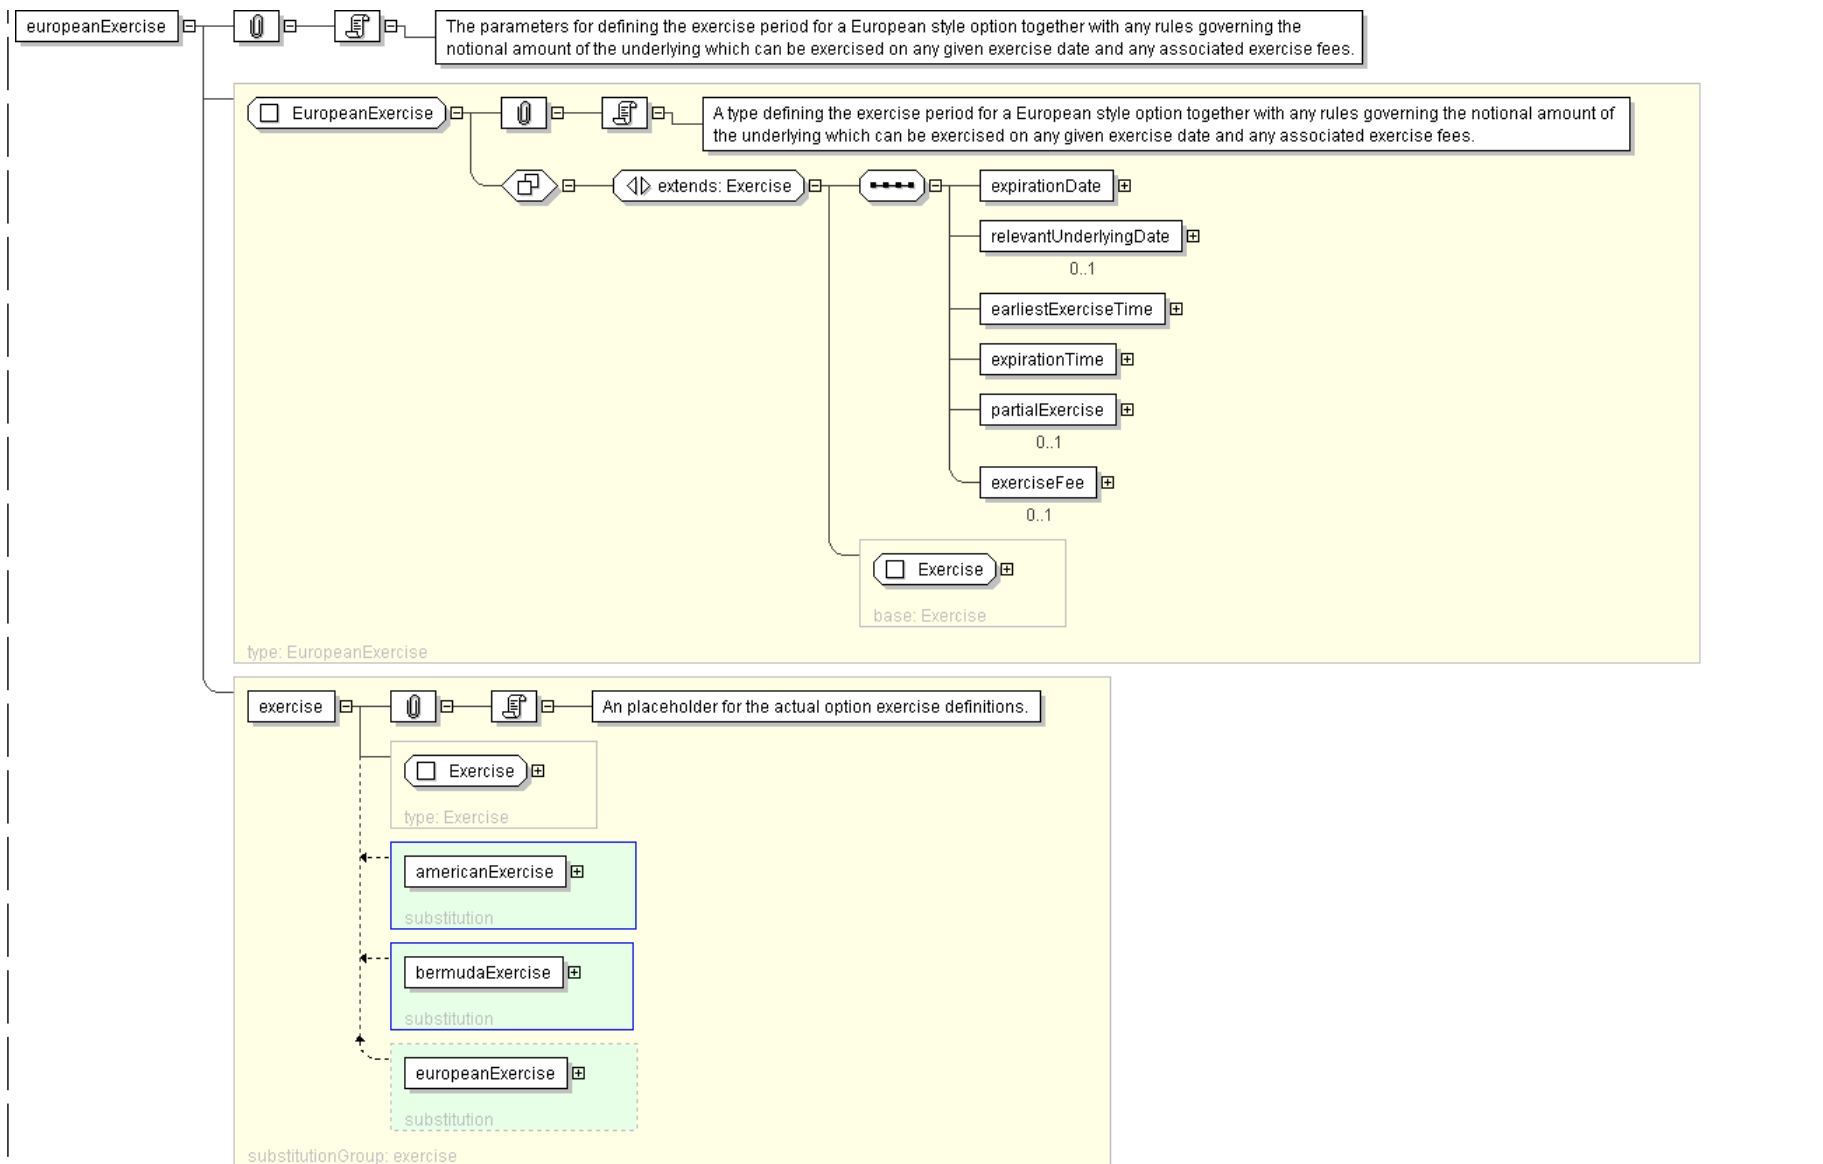 europeanExercise
The parameters for defining the exercise period for a European style option together with any rules governing the
notional amount of the underlying which can be exercised on any given exercise date and any associated exercise fees.
EuropeanExercise
A type defining the exercise period for a European style option together with any rules governing the notional amount of
the underlying which can be exercised on any given exercise date and any associated exercise fees.
extends: Exercise
expirationDate
relevantUnderlyingDate
0..1
earliestExerciseTime
expirationTime
partialExercise
0..1
exerciseFee
0..1
Exercise
base: Exercise
type: EuropeanExercise
exercise
An placeholder for the actual option exercise definitions.
Exercise
type: Exercise
americanExercise
substitution
bermudaExercise
substitution
europeanExercise
substitution
substitutionGroup: exercise